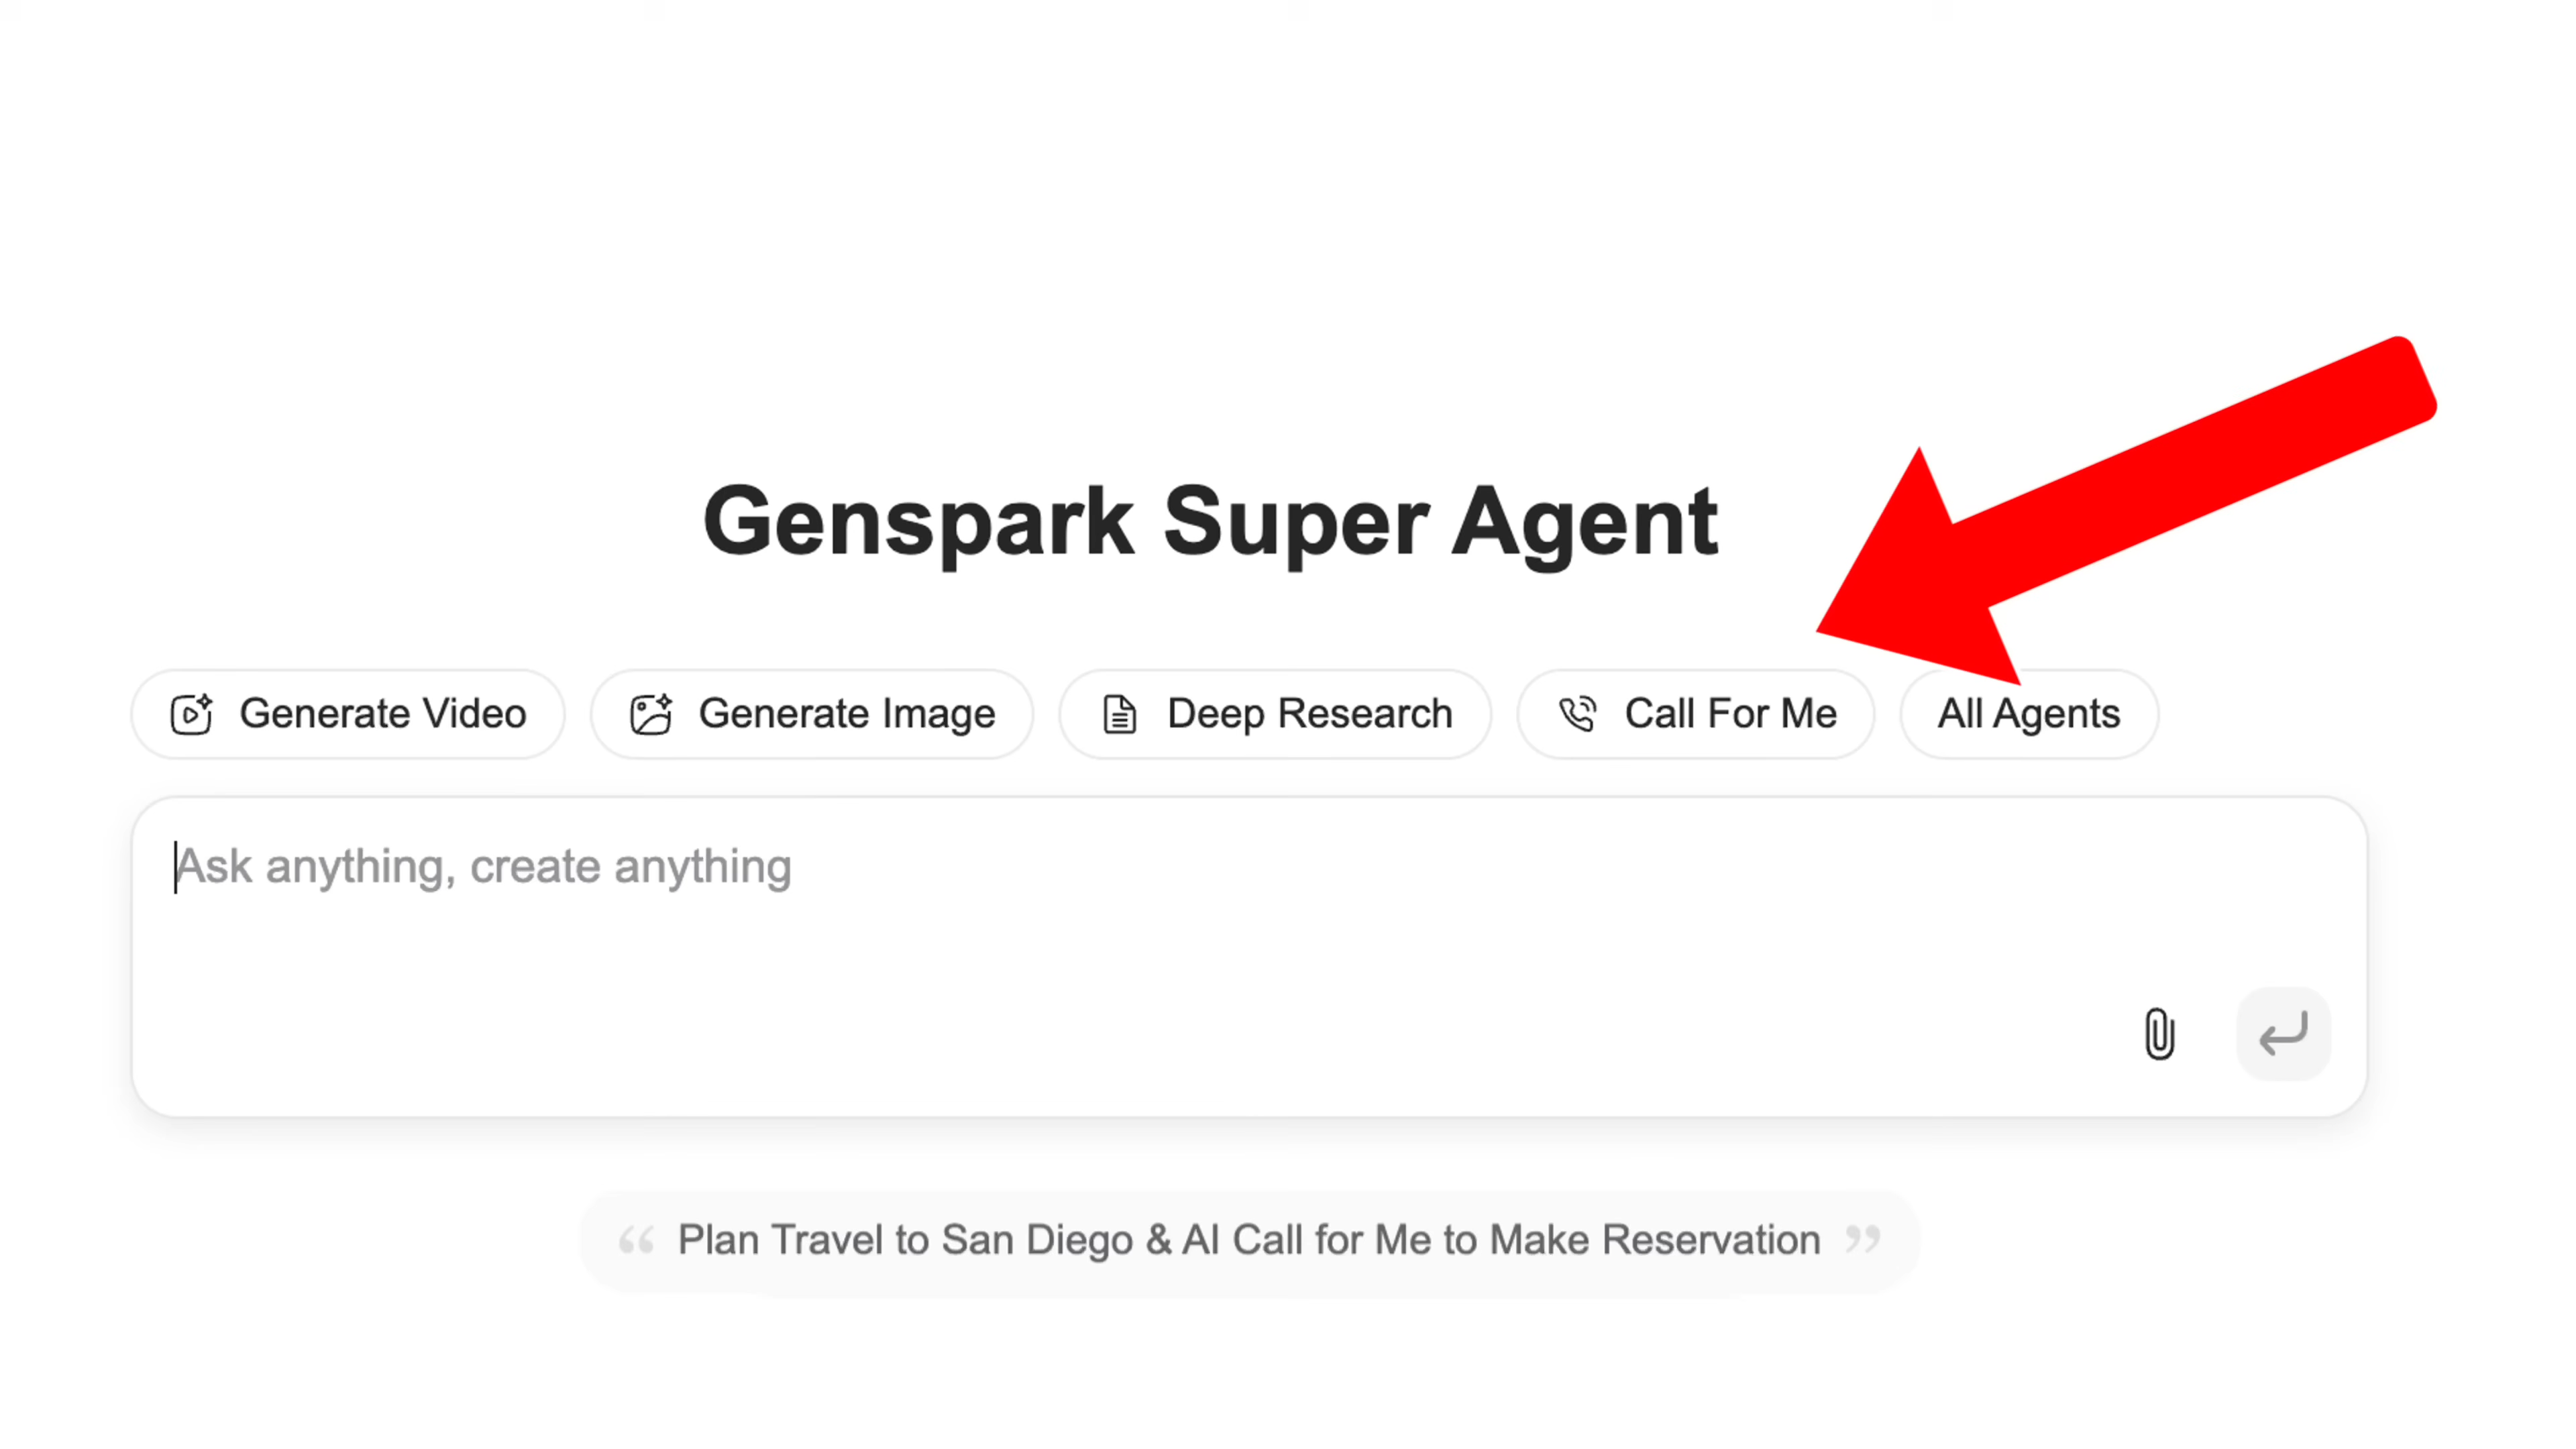 Genspark Super Agent
Generate Video Generate Image Deep Research Call For Me All Agents
Ask anything, create anything
“ Plan Travel to San Diego & AI Call for Me to Make Reservation ”